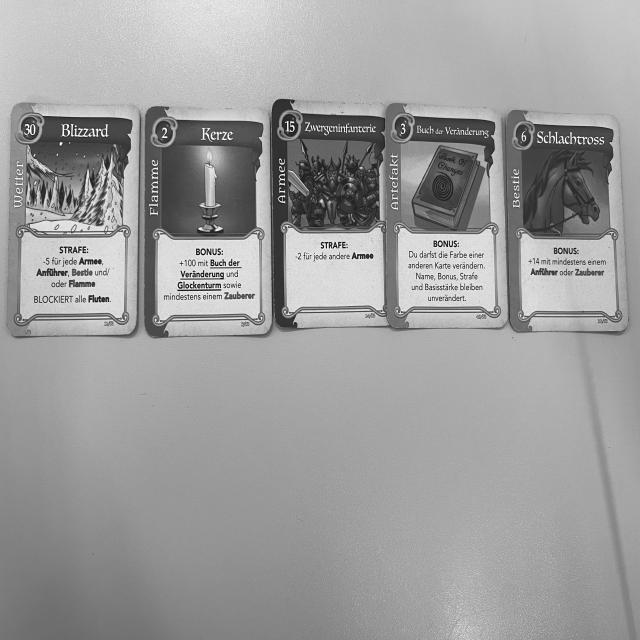 30
Blizzard
Wetter
STRAFE:
-5 für jede Armee,
Anführer, Bestie und/
oder Flamme
BLOCKIERT alle Fluten.
2
Kerze
Flamme
BONUS:
+100 mit Buch der
Veränderung und
Glockenturm sowie
mindestens einem Zauberer
15
Zwergeninfanterie
Armee
STRAFE:
-2 für jede andere Armee
3
Buch der Veränderung
Artefakt
Book Of
Changes
BONUS:
Du darfst die Farbe einer
anderen Karte verändern.
Name, Bonus, Strafe
und Basisstärke bleiben
unverändert.
6
Schlachtross
Bestie
BONUS:
+14 mit mindestens einem
Anführer oder Zauberer